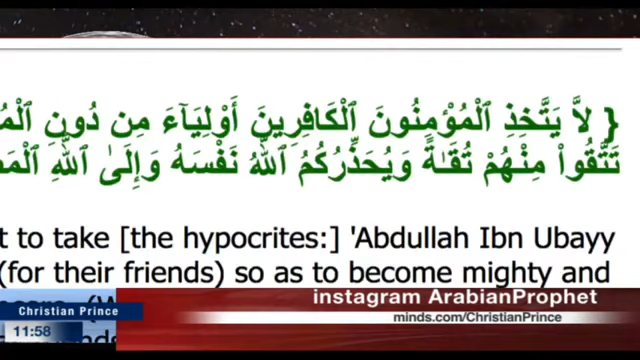 { لاَّ يَتَّخِذِ ٱلْمُؤْمِنُونَ ٱلْكَافِرِينَ أَوْلِيَآءَ مِن دُونِ
تَتَّقُواْ مِنْهُمْ تُقَـٰةً وَيُحَذِّرُكُمُ ٱللَّهُ نَفْسَهُ وَإِلَىٰ ٱللَّهِ
t to take [the hypocrites:] 'Abdullah Ibn Ubayy
(for their friends) so as to become mighty and
instagram ArabianProphet
Christian Prince
minds.com/ChristianPrince
11:58